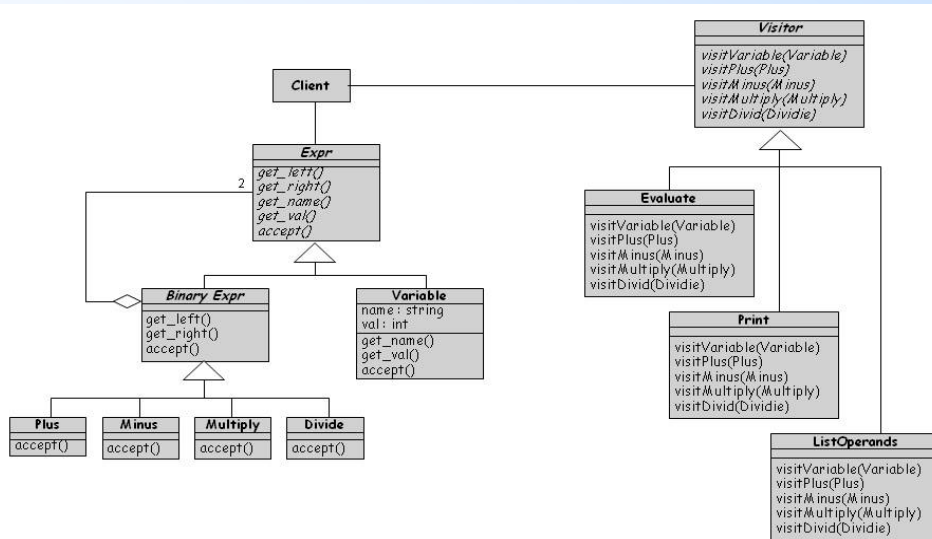 Visitor
visitVariable(Variable)
visitPlus(Plus)
visitMinus(Minus)
visitMultiply(Multiply)
visitDivid(Dividie)
Client
Expr
get_left()
get_right()
get_name()
get_val()
accept()
2
Evaluate
visitVariable(Variable)
visitPlus(Plus)
visitMinus(Minus)
visitMultiply(Multiply)
visitDivid(Dividie)
Binary Expr
get_left()
get_right()
accept()
Variable
name : string
val : int
get_name()
get_val()
accept()
Print
visitVariable(Variable)
visitPlus(Plus)
visitMinus(Minus)
visitMultiply(Multiply)
visitDivid(Dividie)
Plus
accept()
Minus
accept()
Multiply
accept()
Divide
accept()
ListOperands
visitVariable(Variable)
visitPlus(Plus)
visitMinus(Minus)
visitMultiply(Multiply)
visitDivid(Dividie)